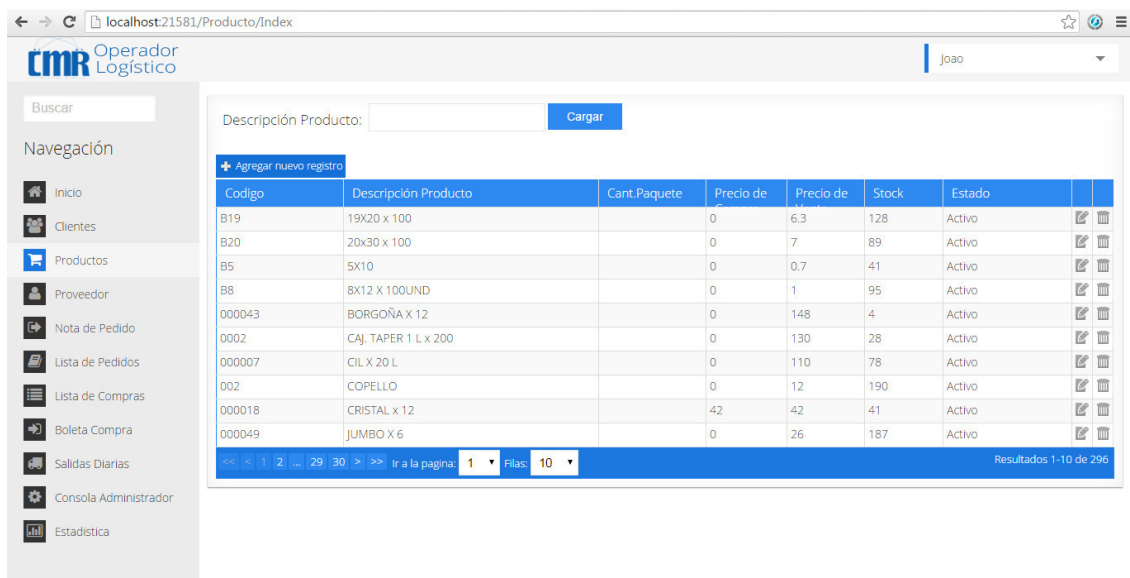 localhost:21581/Producto/Index
CMR Operador
Logístico
Joao
Buscar
Navegación
Inicio
Clientes
Productos
Proveedor
Nota de Pedido
Lista de Pedidos
Lista de Compras
Boleta Compra
Salidas Diarias
Consola Administrador
Estadistica
Descripción Producto: Cargar
Agregar nuevo registro
Codigo Descripción Producto Cant.Paquete Precio de Precio de Stock Estado
B19 19X20 x 100 0 6.3 128 Activo
B20 20x30 x 100 0 7 89 Activo
B5 5X10 0 0.7 41 Activo
B8 8X12 X 100UND 0 1 95 Activo
000043 BORGOÑA X 12 0 148 4 Activo
0002 CAJ. TAPER 1 L x 200 0 130 28 Activo
000007 CIL X 20 L 0 110 78 Activo
002 COPELLO 0 12 190 Activo
000018 CRISTAL x 12 42 42 41 Activo
000049 JUMBO X 6 0 26 187 Activo
<< < 1 2 ... 29 30 > >> Ir a la pagina: 1 Filas: 10 Resultados 1-10 de 296